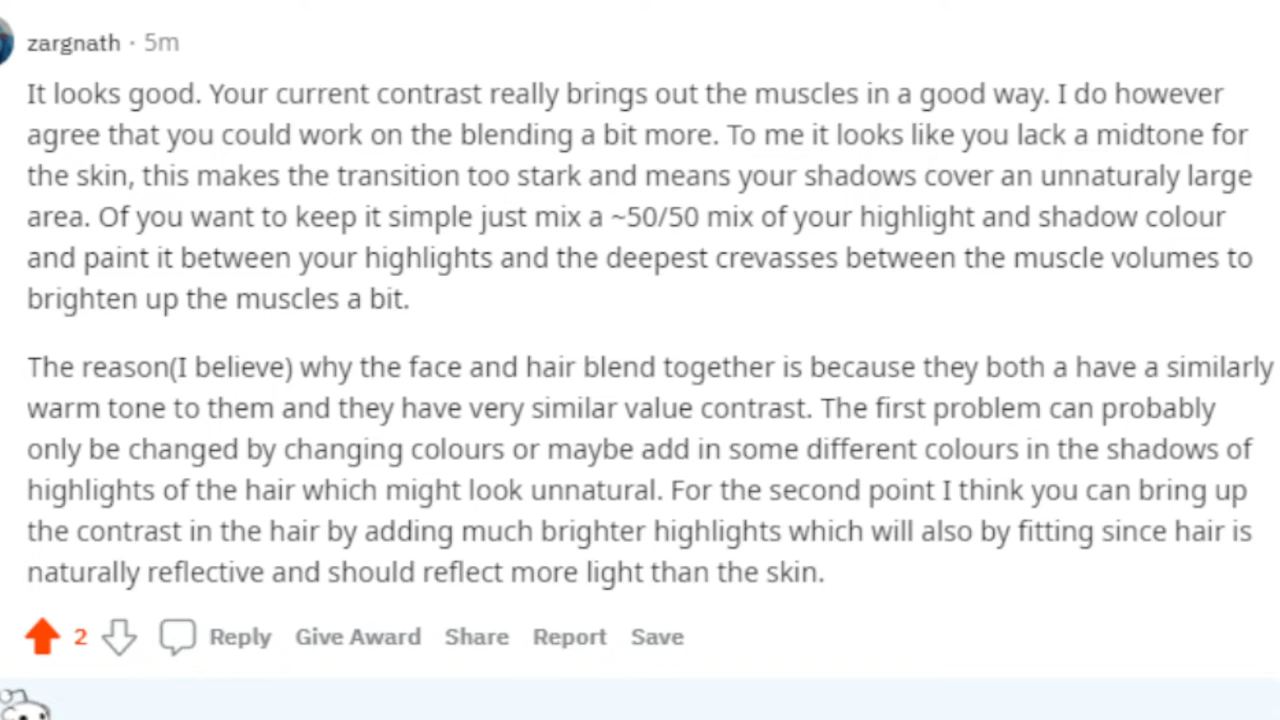 zargnath · 5m
It looks good. Your current contrast really brings out the muscles in a good way. I do however
agree that you could work on the blending a bit more. To me it looks like you lack a midtone for
the skin, this makes the transition too stark and means your shadows cover an unnaturaly large
area. Of you want to keep it simple just mix a ~50/50 mix of your highlight and shadow colour
and paint it between your highlights and the deepest crevasses between the muscle volumes to
brighten up the muscles a bit.
The reason(I believe) why the face and hair blend together is because they both a have a similarly
warm tone to them and they have very similar value contrast. The first problem can probably
only be changed by changing colours or maybe add in some different colours in the shadows of
highlights of the hair which might look unnatural. For the second point I think you can bring up
the contrast in the hair by adding much brighter highlights which will also by fitting since hair is
naturally reflective and should reflect more light than the skin.
2 Reply Give Award Share Report Save